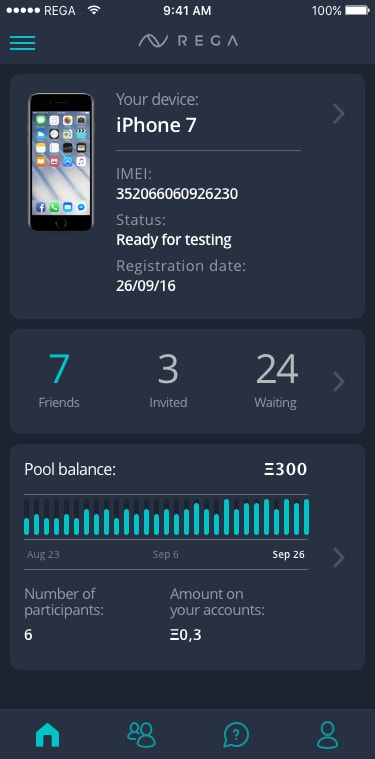 REGA 9:41 AM 100%
REGA
Your device:
iPhone 7
IMEI:
352066060926230
Status:
Ready for testing
Registration date:
26/09/16
7 3 24
Friends Invited Waiting
Pool balance: Ξ300
Aug 23 Sep 6 Sep 26
Number of participants:
Amount on your accounts:
6 Ξ0,3
?